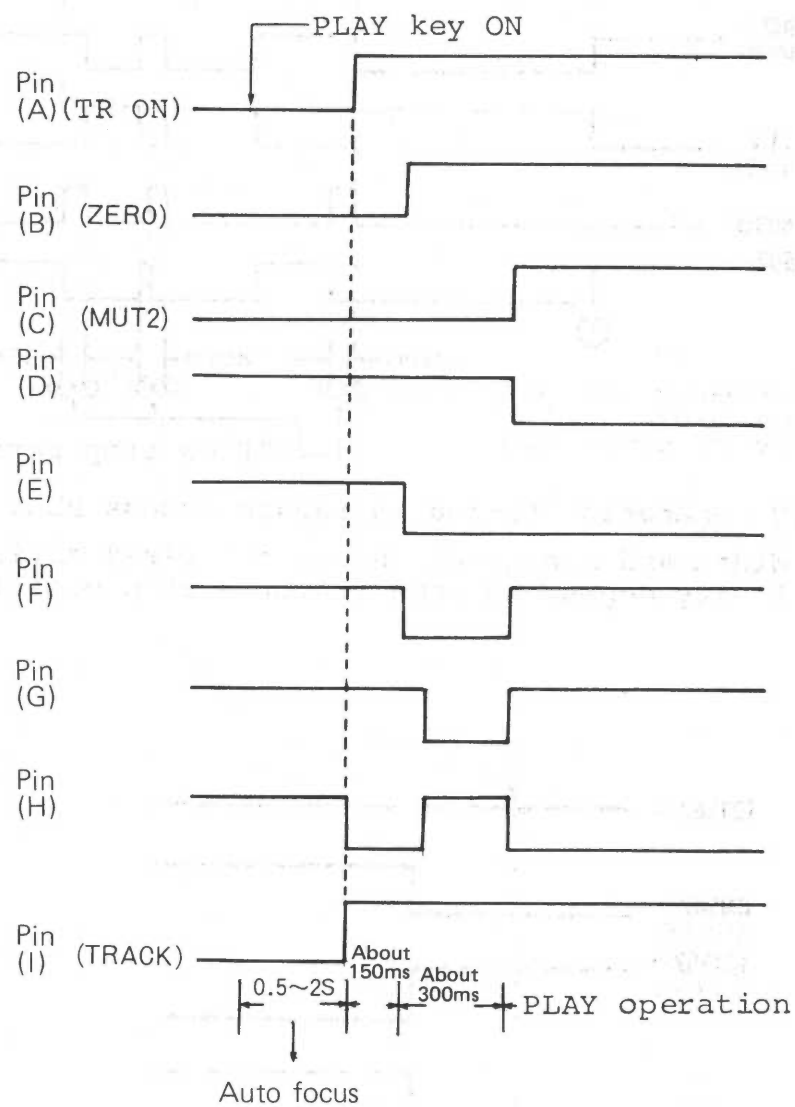 PLAY key ON
Pin
(A) (TR ON)
Pin
(B) (ZERO)
Pin
(C) (MUT2)
Pin
(D)
Pin
(E)
Pin
(F)
Pin
(G)
Pin
(H)
Pin
(I) (TRACK)
0.5~2S
About
150ms
About
300ms
PLAY operation
Auto focus